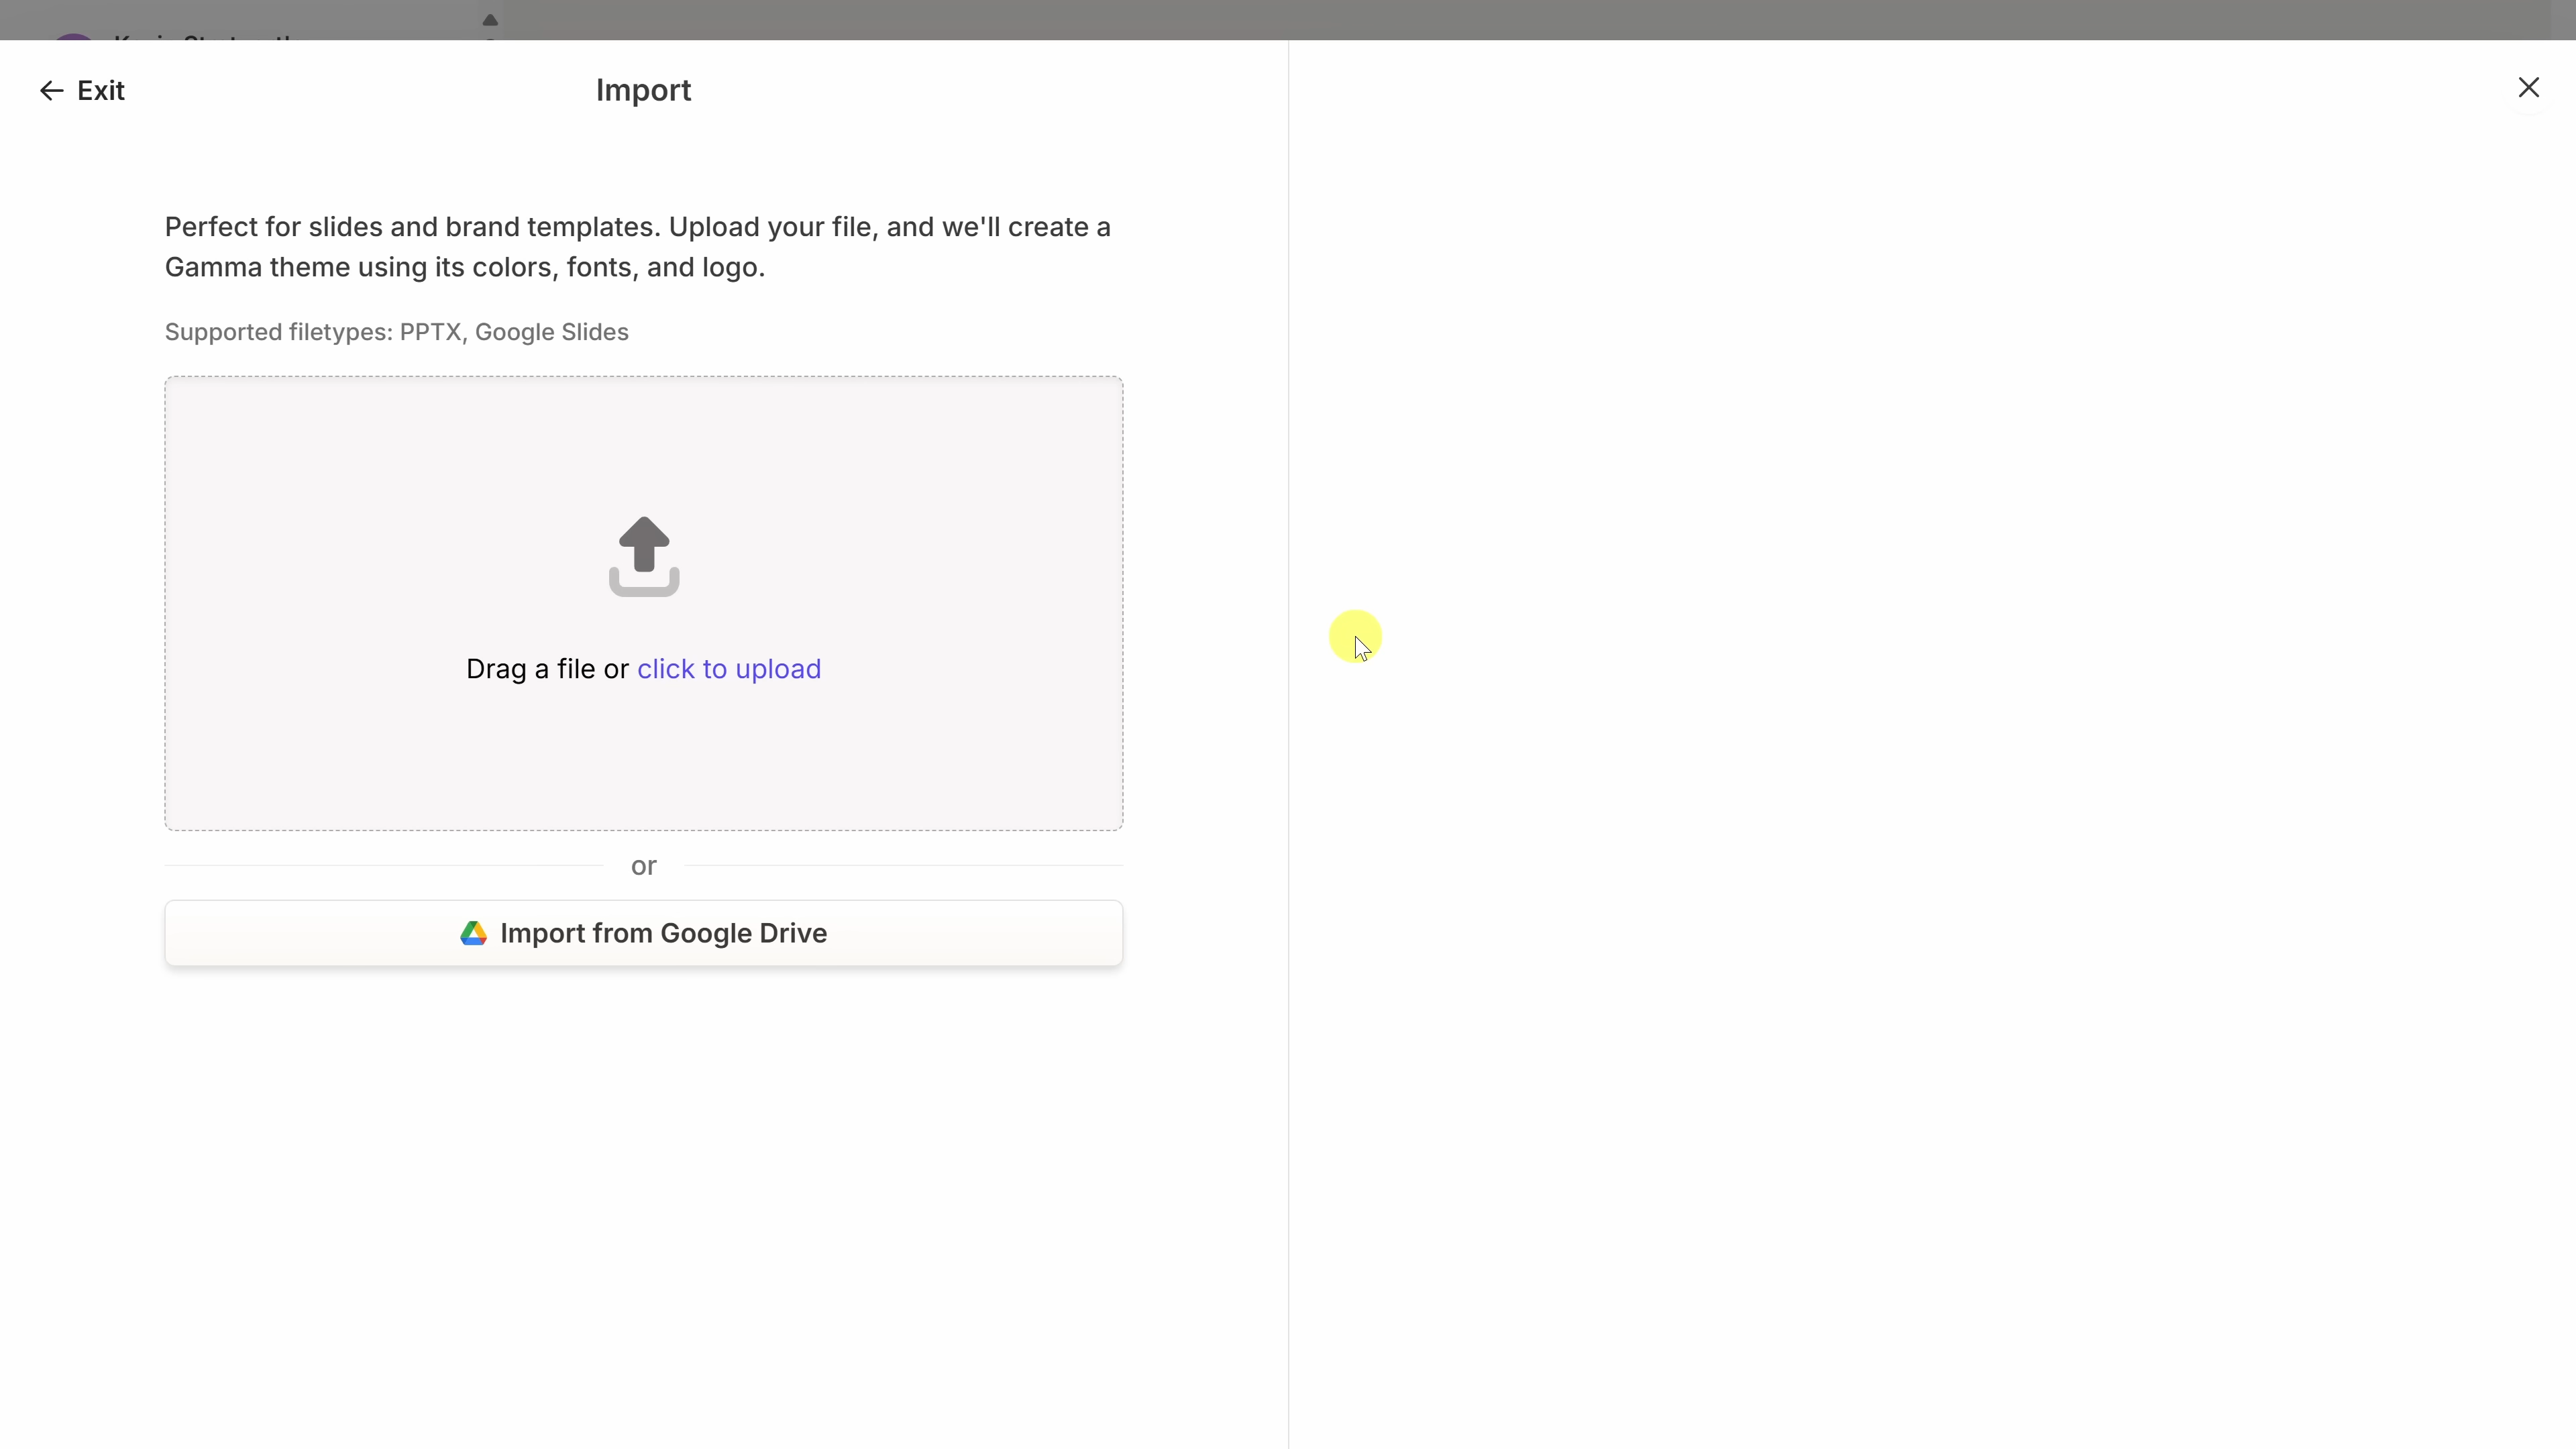 Exit
Import
Perfect for slides and brand templates. Upload your file, and we'll create a
Gamma theme using its colors, fonts, and logo.
Supported filetypes: PPTX, Google Slides
Drag a file or click to upload
or
Import from Google Drive